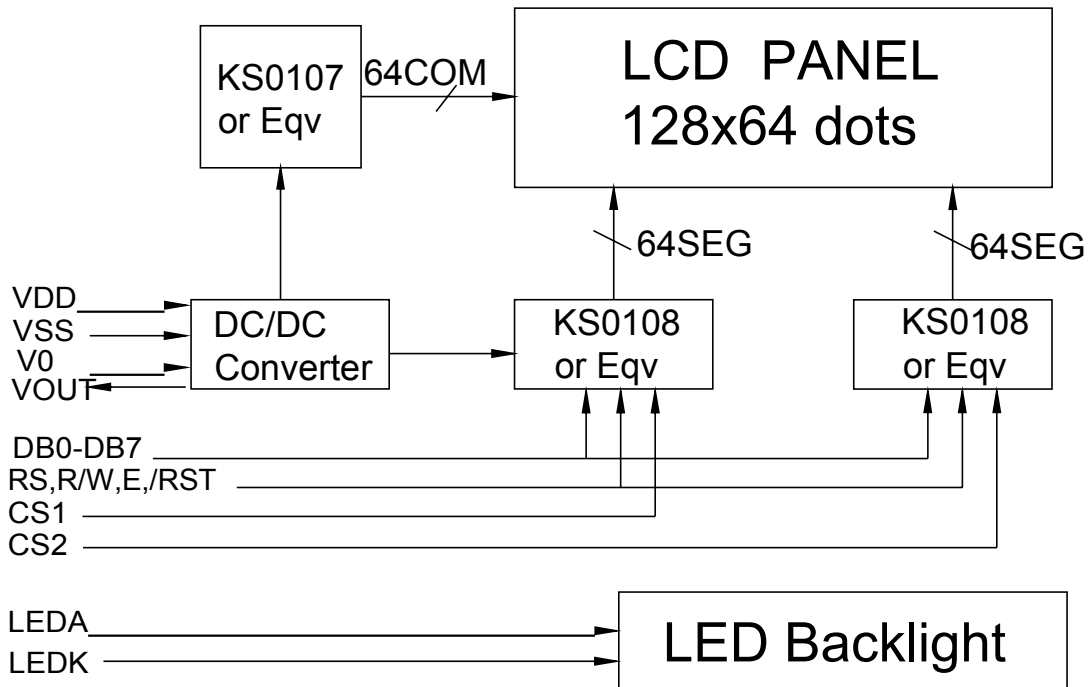 KS0107
or Eqv
64COM
LCD PANEL
128x64 dots
64SEG
64SEG
VDD
VSS
V0
VOUT
DC/DC
Converter
KS0108
or Eqv
KS0108
or Eqv
DB0-DB7
RS,R/W,E,/RST
CS1
CS2
LEDA
LEDK
LED Backlight